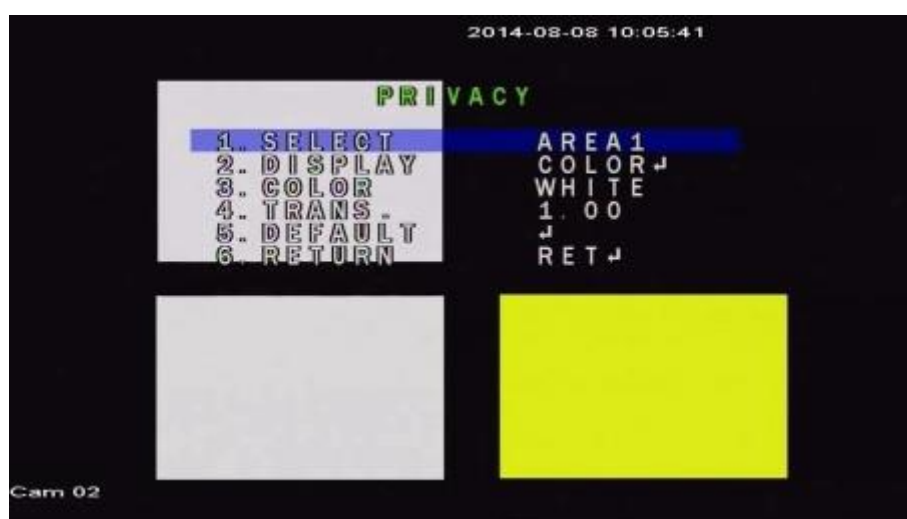 2014-08-08 10:05:41
PRIVACY
1. SELECT AREA1
2. DISPLAY COLOR↵
3. COLOR WHITE
4. TRANS. 1.00
5. DEFAULT ↵
6. RETURN RET↵
Cam 02